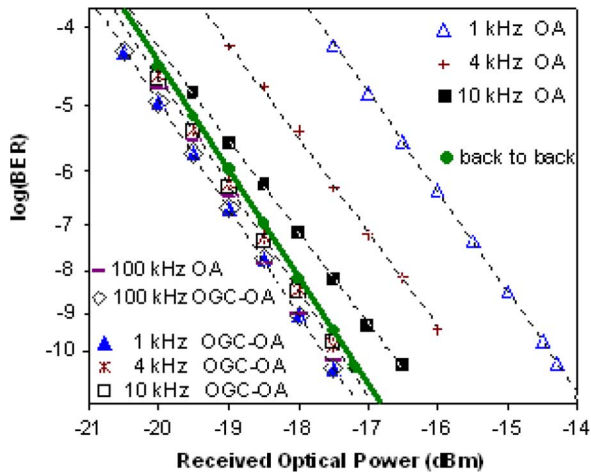 -4
-5
-6
-7
-8
-9
-10
log(BER)
1 kHz OA
4 kHz OA
10 kHz OA
back to back
100 kHz OA
100 kHz OGC-OA
1 kHz OGC-OA
4 kHz OGC-OA
10 kHz OGC-OA
-21 -20 -19 -18 -17 -16 -15 -14
Received Optical Power (dBm)